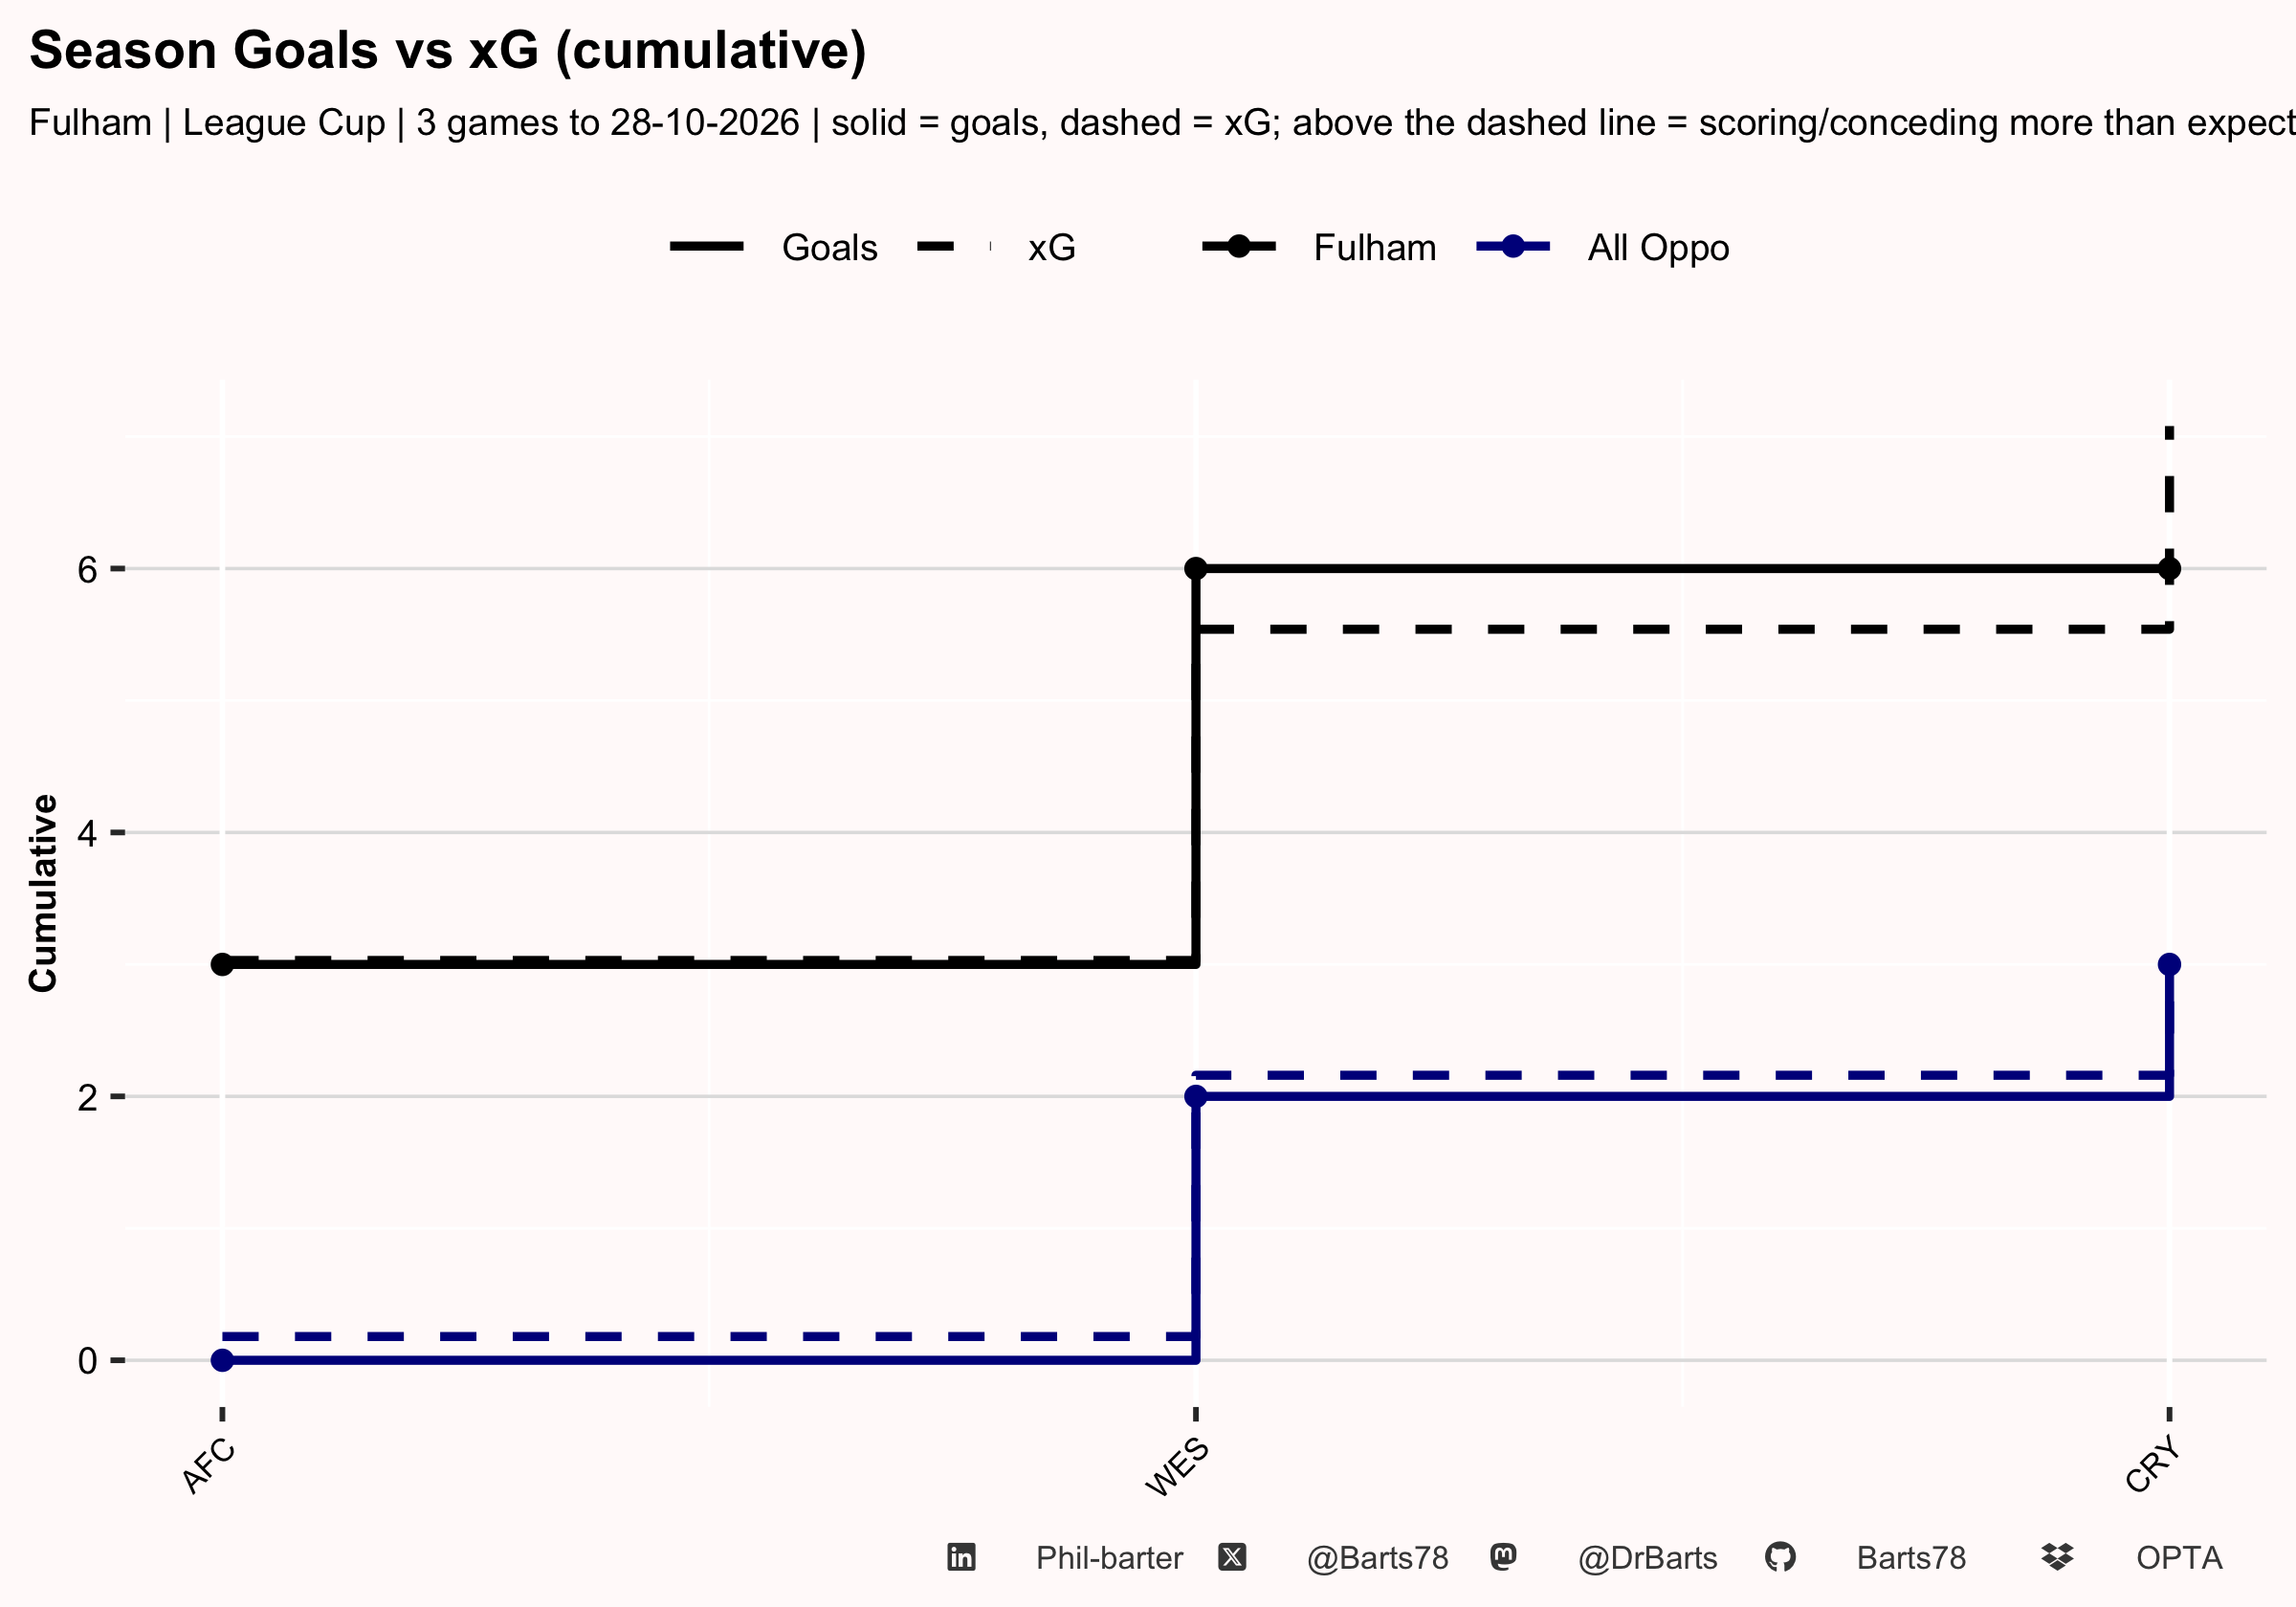 Season Goals vs xG (cumulative)
Fulham | League Cup | 3 games to 28-10-2026 | solid = goals, dashed = xG; above the dashed line = scoring/conceding more than expect
Goals xG Fulham All Oppo
Cumulative
6
4
2
0
AFC WES CRY
Phil-barter @Barts78 @DrBarts Barts78 OPTA